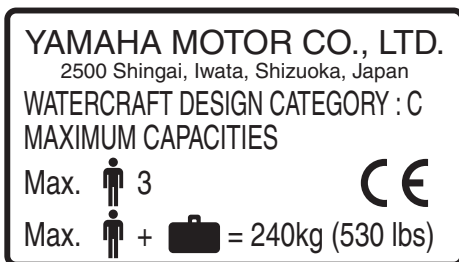 YAMAHA MOTOR CO., LTD.
2500 Shingai, Iwata, Shizuoka, Japan
WATERCRAFT DESIGN CATEGORY : C
MAXIMUM CAPACITIES
Max. 3
CE
Max. + = 240kg (530 lbs)